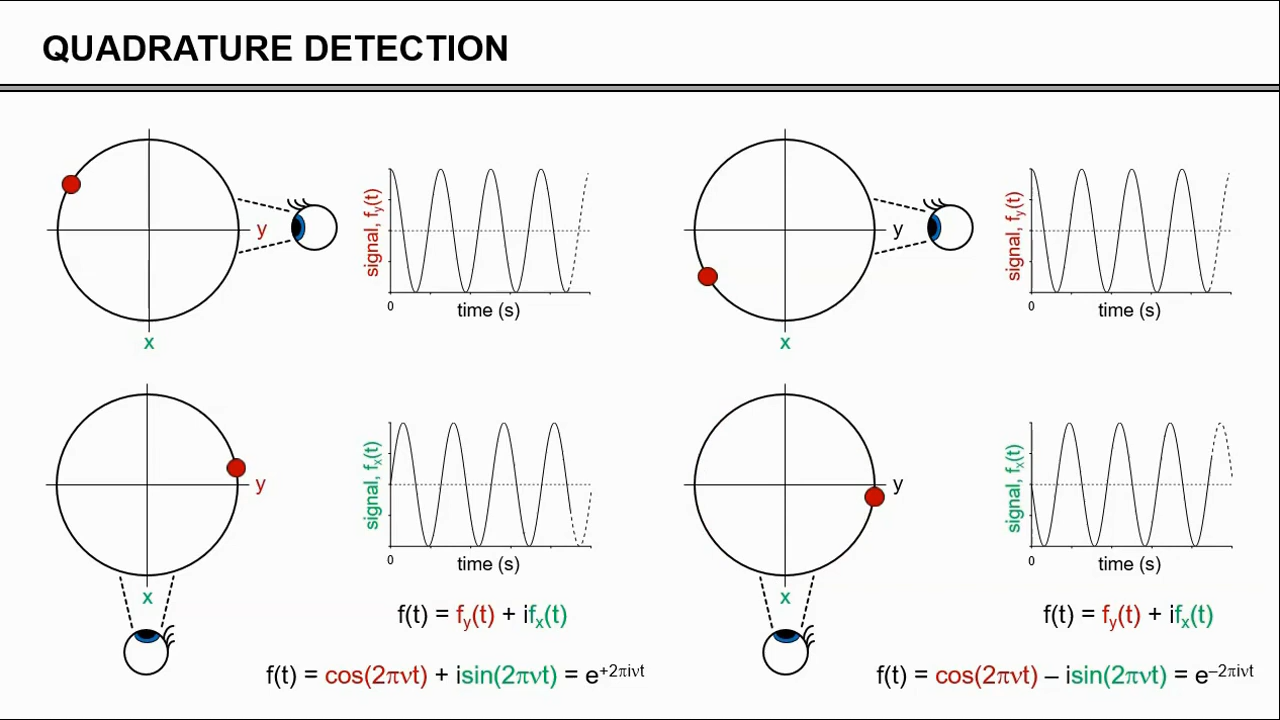 QUADRATURE DETECTION
y
signal, fy(t)
0
time (s)
x
y
signal, fy(t)
0
time (s)
x
y
signal, fx(t)
0
time (s)
x
f(t) = fy(t) + ifx(t)
f(t) = cos(2πνt) + isin(2πνt) = e+2πiνt
y
signal, fx(t)
0
time (s)
x
f(t) = fy(t) + ifx(t)
f(t) = cos(2πνt) – isin(2πνt) = e–2πiνt